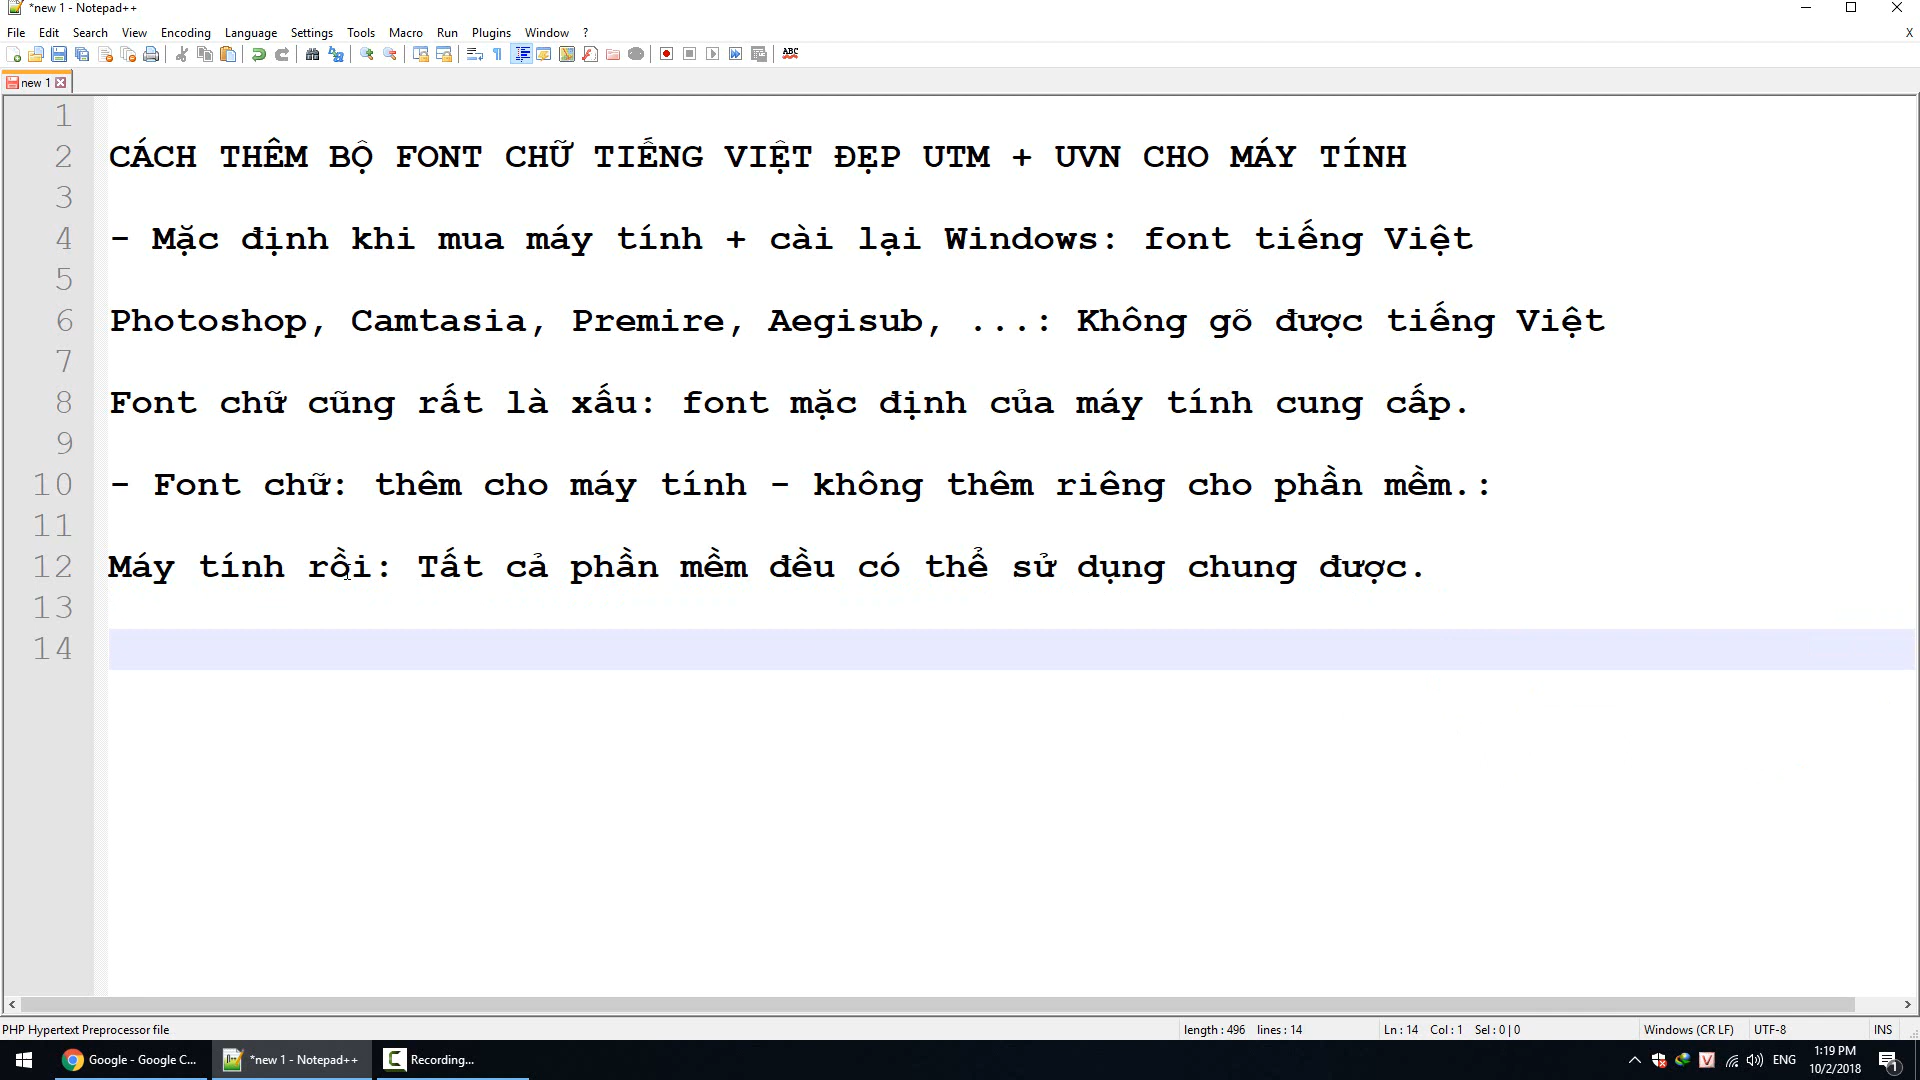 *new 1 - Notepad++
File Edit Search View Encoding Language Settings Tools Macro Run Plugins Window ? X
ABC
new 1
1
2 CÁCH THÊM BỘ FONT CHỮ TIẾNG VIỆT ĐẸP UTM + UVN CHO MÁY TÍNH
3
4 - Mặc định khi mua máy tính + cài lại Windows: font tiếng Việt
5
6 Photoshop, Camtasia, Premire, Aegisub, ...: Không gõ được tiếng Việt
7
8 Font chữ cũng rất là xấu: font mặc định của máy tính cung cấp.
9
10 - Font chữ: thêm cho máy tính - không thêm riêng cho phần mềm.:
11
12 Máy tính rồi: Tất cả phần mềm đều có thể sử dụng chung được.
13
14
PHP Hypertext Preprocessor file length : 496 lines : 14 Ln : 14 Col : 1 Sel : 0 | 0 Windows (CR LF) UTF-8 INS
Google - Google C... *new 1 - Notepad++ Recording... V ENG 1:19 PM
10/2/2018 1